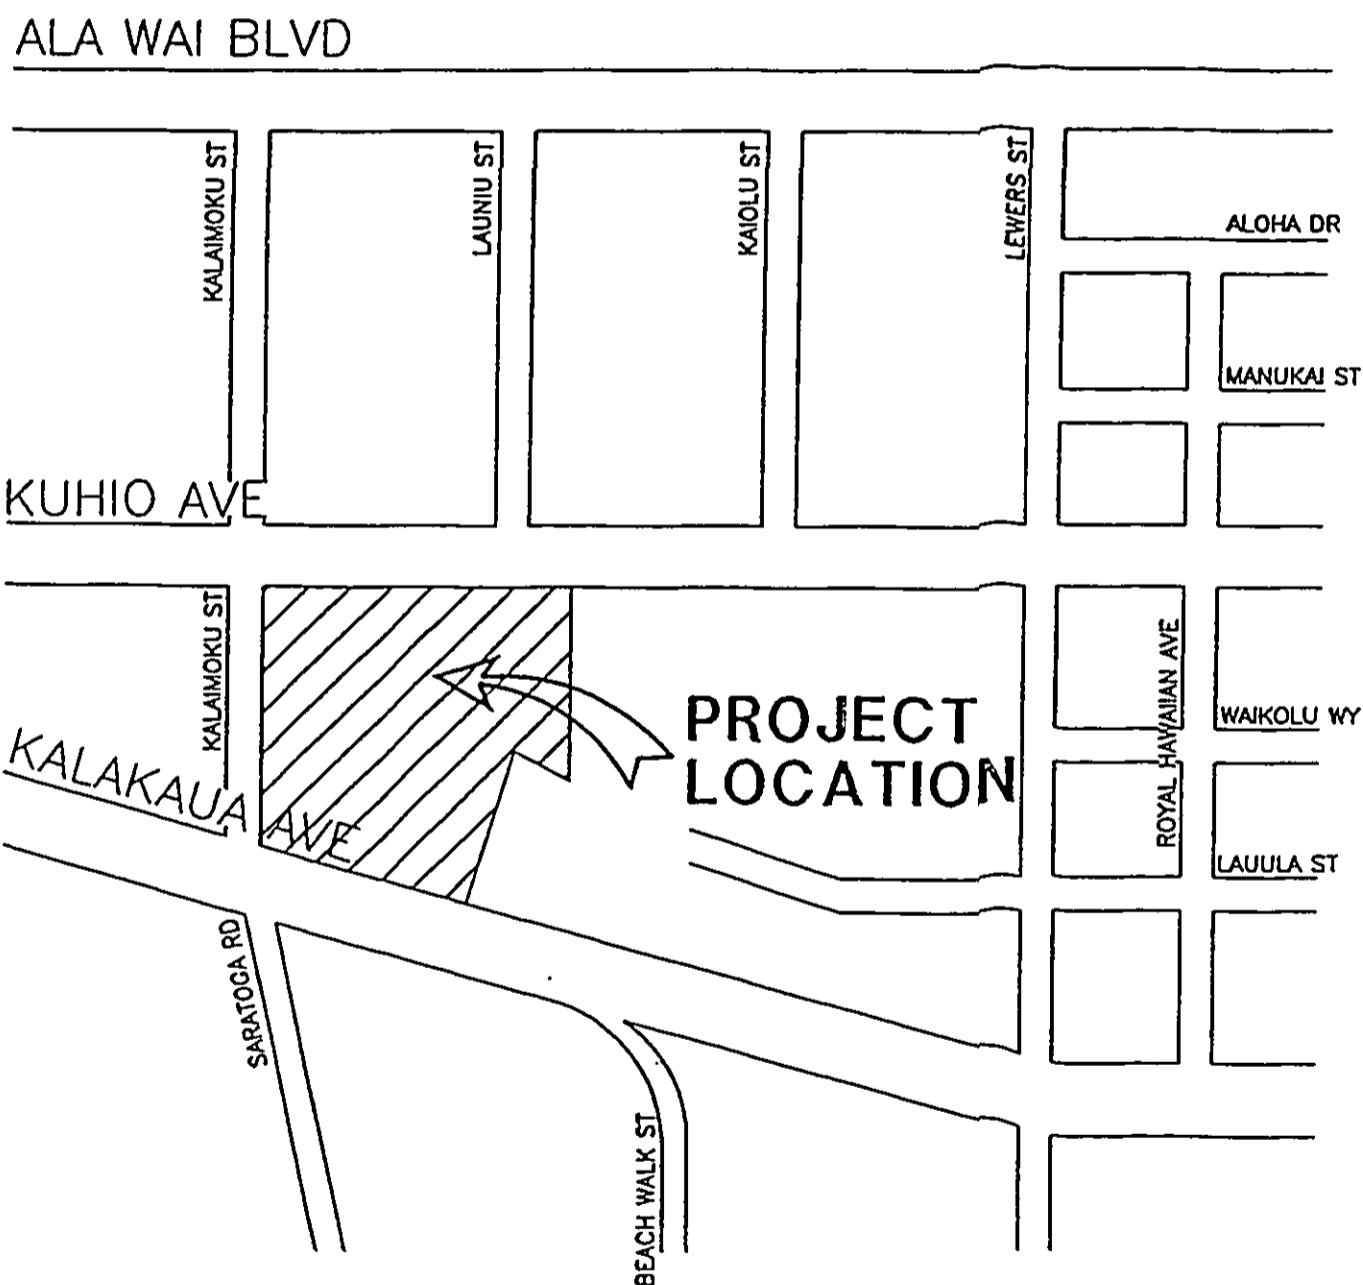 ALA WAI BLVD
KALAIMOKU ST
LAUNIU ST
KAIOLU ST
LEWERS ST
ALOHA DR
MANUKAI ST
KUHIO AVE
KALAIMOKU ST
ROYAL HAWAIIAN AVE
PROJECT
LOCATION
WAIKOLU WY
KALAKAUA AVE
LAUULA ST
SARATOGA RD
BEACH WALK ST